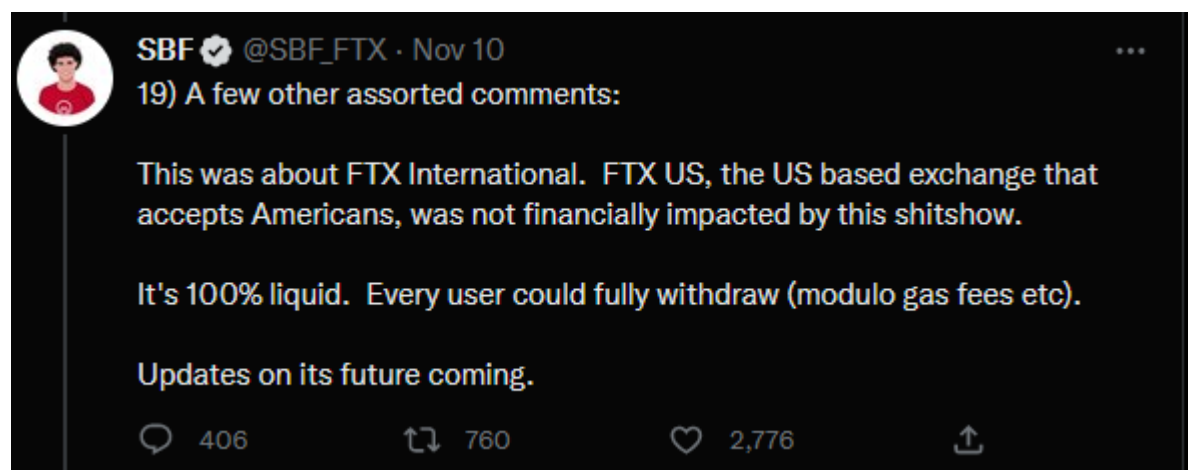 SBF @SBF_FTX · Nov 10
19) A few other assorted comments:
This was about FTX International.  FTX US, the US based exchange that
accepts Americans, was not financially impacted by this shitshow.
It's 100% liquid.  Every user could fully withdraw (modulo gas fees etc).
Updates on its future coming.
406 760 2,776